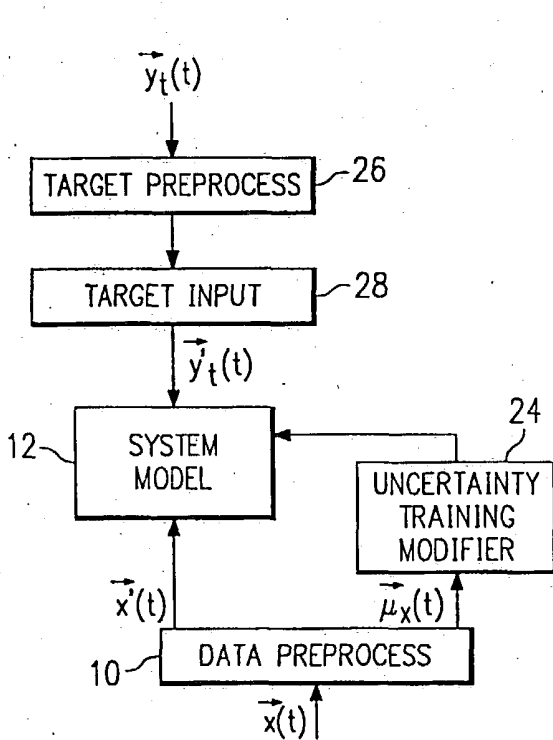 y⃗ₜ(t)
TARGET PREPROCESS
26
TARGET INPUT
28
y⃗'ₜ(t)
12
SYSTEM
MODEL
24
UNCERTAINTY
TRAINING
MODIFIER
x⃗'(t)
μ⃗ₓ(t)
10
DATA PREPROCESS
x⃗(t)